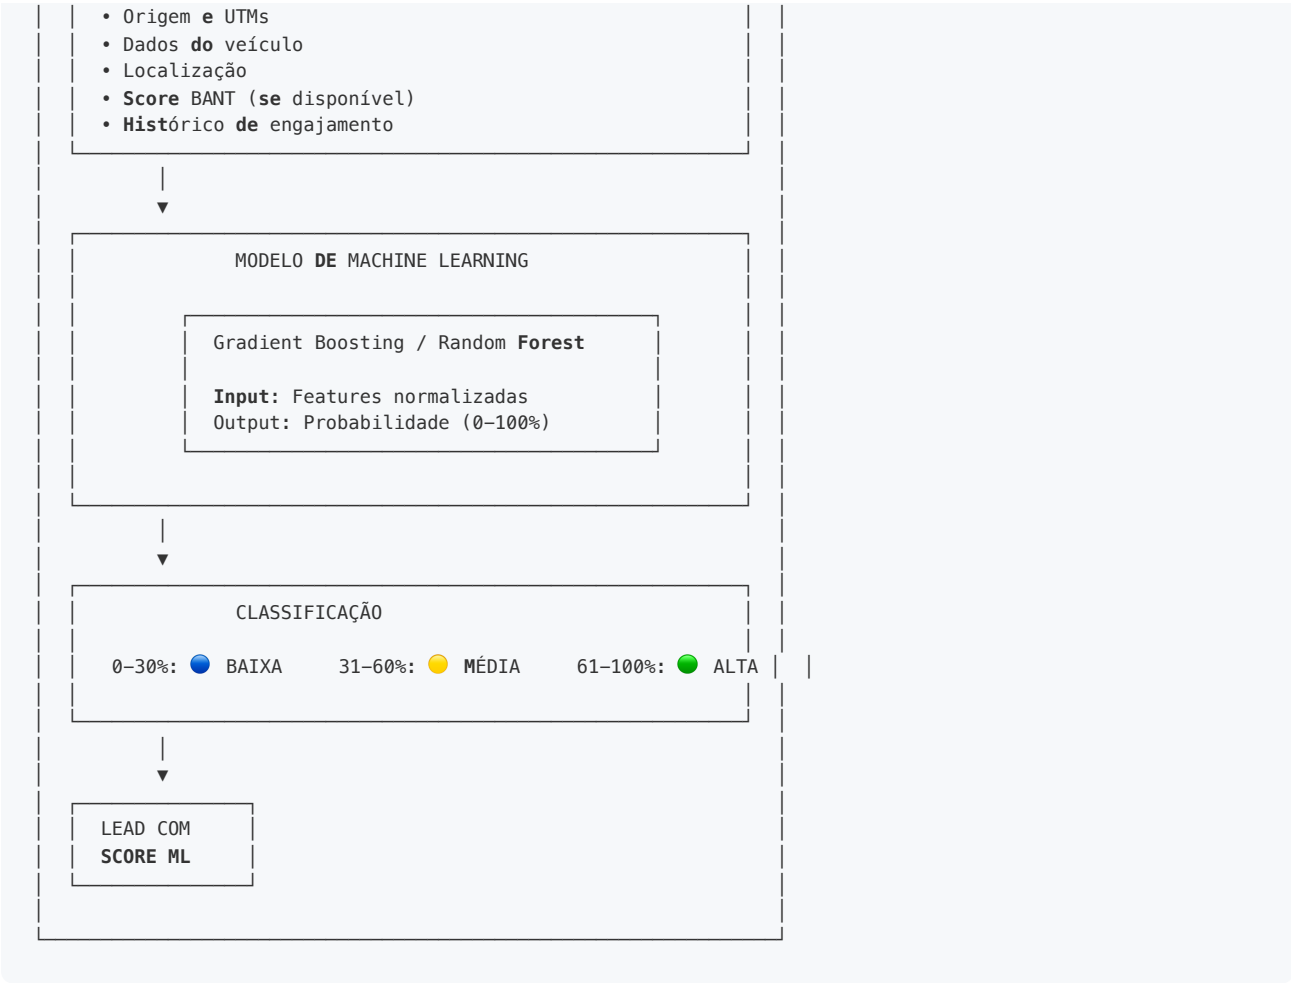 • Origem e UTMs
• Dados do veículo
• Localização
• Score BANT (se disponível)
• Histórico de engajamento
MODELO DE MACHINE LEARNING
Gradient Boosting / Random Forest
Input: Features normalizadas
Output: Probabilidade (0–100%)
CLASSIFICAÇÃO
0–30%: 🔵 BAIXA 31–60%: 🟡 MÉDIA 61–100%: 🟢 ALTA
LEAD COM
SCORE ML